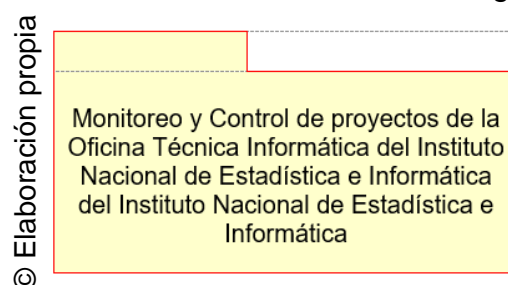 © Elaboración propia
Monitoreo y Control de proyectos de la
Oficina Técnica Informática del Instituto
Nacional de Estadística e Informática
del Instituto Nacional de Estadística e
Informática